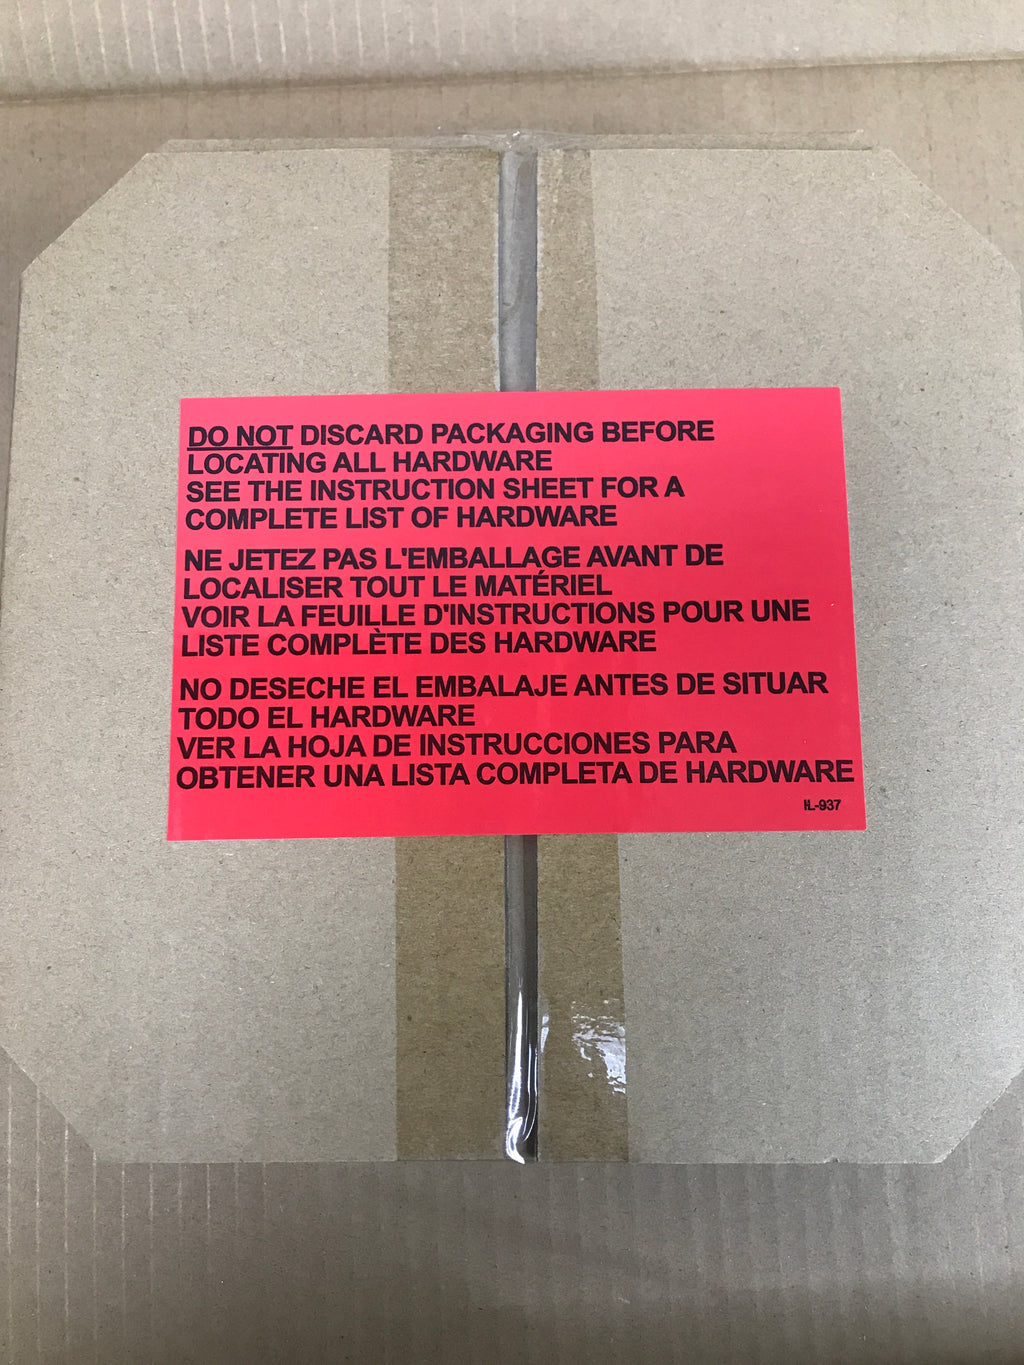 DO NOT DISCARD PACKAGING BEFORE
LOCATING ALL HARDWARE
SEE THE INSTRUCTION SHEET FOR A
COMPLETE LIST OF HARDWARE
NE JETEZ PAS L'EMBALLAGE AVANT DE
LOCALISER TOUT LE MATÉRIEL
VOIR LA FEUILLE D'INSTRUCTIONS POUR UNE
LISTE COMPLÈTE DES HARDWARE
NO DESECHE EL EMBALAJE ANTES DE SITUAR
TODO EL HARDWARE
VER LA HOJA DE INSTRUCCIONES PARA
OBTENER UNA LISTA COMPLETA DE HARDWARE
IL-937